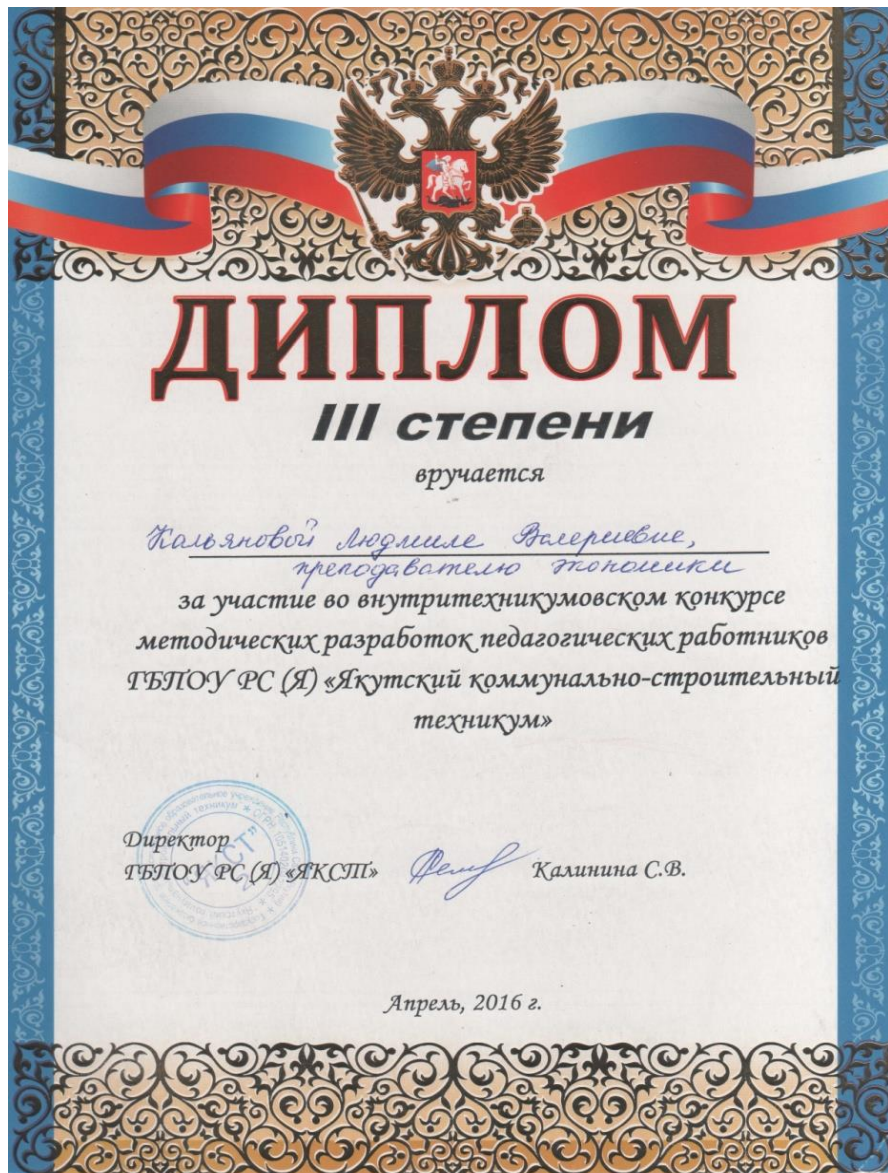 ДИПЛОМ
III степени
вручается
Кальяновой Людмиле Валериевне,
преподавателю экономики
за участие во внутритехникумовском конкурсе
методических разработок педагогических работников
ГБПОУ РС (Я) «Якутский коммунально-строительный
техникум»
Директор
ГБПОУ РС (Я) «ЯКСТ»
Калинина С.В.
Апрель, 2016 г.